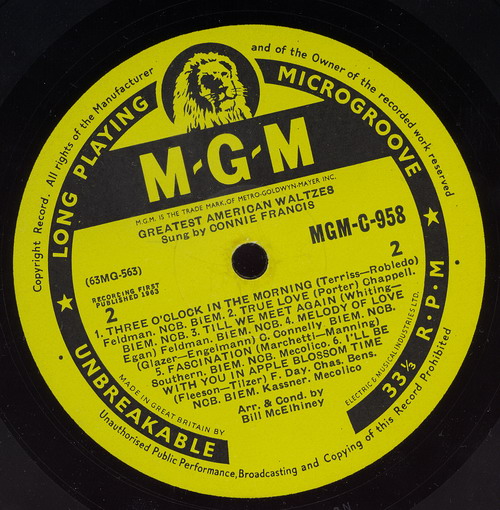 Copyright Record. All rights of the Manufacturer and of the Owner of the recorded work reserved
LONG PLAYING MICROGROOVE
M-G-M
M.G.M. IS THE TRADE MARK OF METRO-GOLDWYN-MAYER INC.
GREATEST AMERICAN WALTZES
Sung by CONNIE FRANCIS
MGM-C-958
(63MG-563)
2
RECORDING FIRST
PUBLISHED 1963
2
1. THREE O'CLOCK IN THE MORNING (Terriss—Robledo)
Feldman. NCB. BIEM. 2. TRUE LOVE (Porter) Chappell.
BIEM. NCB. 3. TILL WE MEET AGAIN (Whiting—
Egan) Feldman. BIEM. NCB. 4. MELODY OF LOVE
(Glazer—Engelmann) G. Connolly BIEM. NCB.
5. FASCINATION (Marchetti—Manning)
Southern. BIEM. NCB. Mecolico. 6. I'LL BE
WITH YOU IN APPLE BLOSSOM TIME
(Fleeson—Tilzer) F. Day. Chas. Bens.
NCB. BIEM. Kassner. Mecolico
Arr. & Cond. by
Bill McElhiney
MADE IN GREAT BRITAIN BY
ELECTRIC & MUSICAL INDUSTRIES LTD.
UNBREAKABLE
33⅓ R·P·M
Unauthorised Public Performance, Broadcasting and Copying of this Record Prohibited